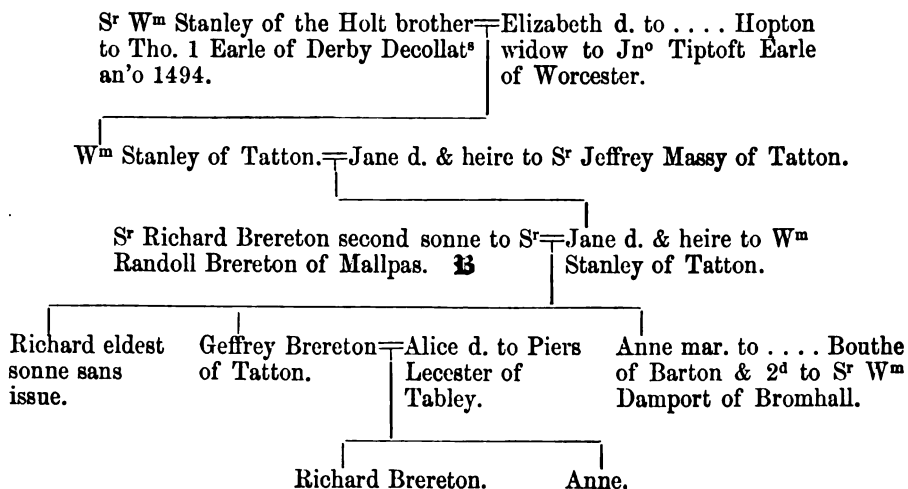 Sʳ Wᵐ Stanley of the Holt brother
to Tho. 1 Earle of Derby Decollatˢ
an'o 1494.
Elizabeth d. to .... Hopton
widow to Jnᵒ Tiptoft Earle
of Worcester.
Wᵐ Stanley of Tatton.
Jane d. & heire to Sʳ Jeffrey Massy of Tatton.
Sʳ Richard Brereton second sonne to Sʳ
Randoll Brereton of Mallpas.
Jane d. & heire to Wᵐ
Stanley of Tatton.
Richard eldest
sonne sans
issue.
Geffrey Brereton
of Tatton.
Alice d. to Piers
Lecester of
Tabley.
Anne mar. to .... Bouthe
of Barton & 2ᵈ to Sʳ Wᵐ
Damport of Bromhall.
Richard Brereton.
Anne.